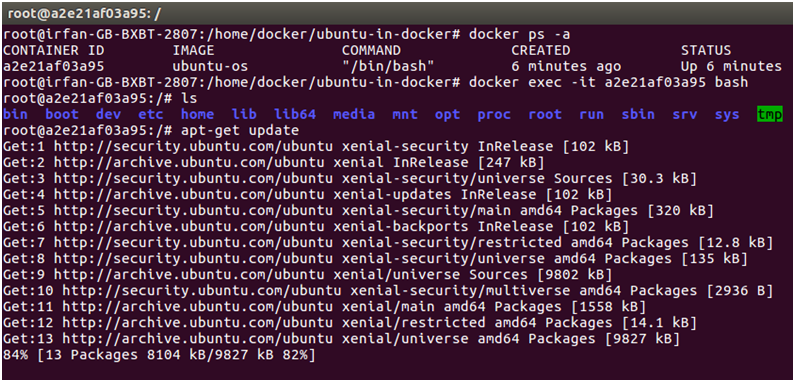 root@a2e21af03a95: /
root@irfan-GB-BXBT-2807:/home/docker/ubuntu-in-docker# docker ps -a
CONTAINER ID IMAGE COMMAND CREATED STATUS
a2e21af03a95 ubuntu-os "/bin/bash" 6 minutes ago Up 6 minutes
root@irfan-GB-BXBT-2807:/home/docker/ubuntu-in-docker# docker exec -it a2e21af03a95 bash
root@a2e21af03a95:/# ls
bin boot dev etc home lib lib64 media mnt opt proc root run sbin srv sys tmp
root@a2e21af03a95:/# apt-get update
Get:1 http://security.ubuntu.com/ubuntu xenial-security InRelease [102 kB]
Get:2 http://archive.ubuntu.com/ubuntu xenial InRelease [247 kB]
Get:3 http://security.ubuntu.com/ubuntu xenial-security/universe Sources [30.3 kB]
Get:4 http://archive.ubuntu.com/ubuntu xenial-updates InRelease [102 kB]
Get:5 http://security.ubuntu.com/ubuntu xenial-security/main amd64 Packages [320 kB]
Get:6 http://archive.ubuntu.com/ubuntu xenial-backports InRelease [102 kB]
Get:7 http://security.ubuntu.com/ubuntu xenial-security/restricted amd64 Packages [12.8 kB]
Get:8 http://security.ubuntu.com/ubuntu xenial-security/universe amd64 Packages [135 kB]
Get:9 http://archive.ubuntu.com/ubuntu xenial/universe Sources [9802 kB]
Get:10 http://security.ubuntu.com/ubuntu xenial-security/multiverse amd64 Packages [2936 B]
Get:11 http://archive.ubuntu.com/ubuntu xenial/main amd64 Packages [1558 kB]
Get:12 http://archive.ubuntu.com/ubuntu xenial/restricted amd64 Packages [14.1 kB]
Get:13 http://archive.ubuntu.com/ubuntu xenial/universe amd64 Packages [9827 kB]
84% [13 Packages 8104 kB/9827 kB 82%]